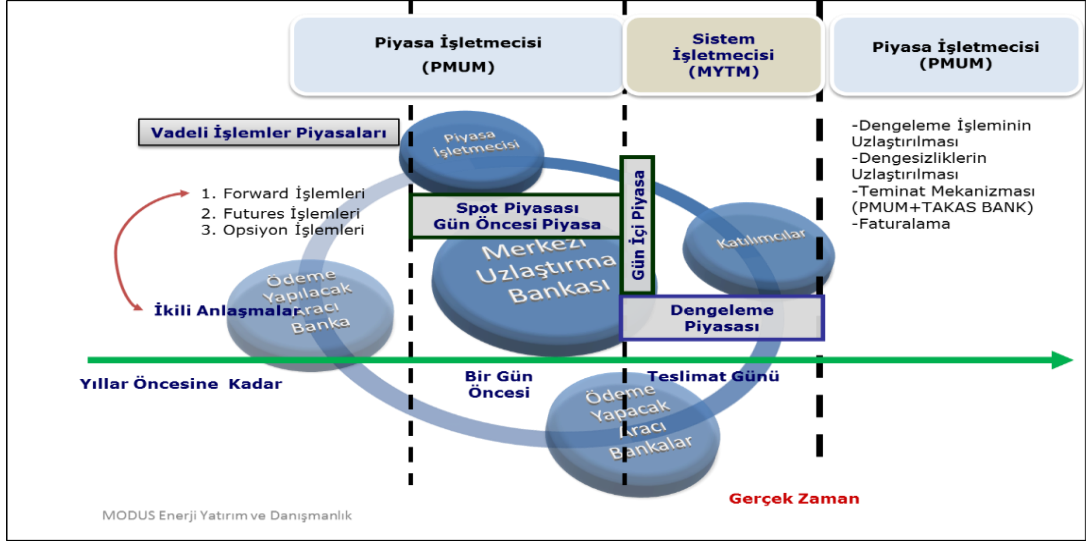 Piyasa İşletmecisi
(PMUM)
Sistem
İşletmecisi
(MYTM)
Piyasa İşletmecisi
(PMUM)
Vadeli İşlemler Piyasaları
Piyasa
İşletmecisi
1. Forward İşlemleri
2. Futures İşlemleri
3. Opsiyon İşlemleri
Spot Piyasası
Gün Öncesi Piyasa
Gün İçi Piyasa
Merkezi
Uzlaştırma
Bankası
Katılımcılar
-Dengeleme İşleminin
Uzlaştırılması
-Dengesizliklerin
Uzlaştırılması
-Teminat Mekanizması
(PMUM+TAKAS BANK)
-Faturalama
Ödeme
Yapılacak
Aracı
Banka
İkili Anlaşmalar
Dengeleme
Piyasası
Yıllar Öncesine Kadar
Bir Gün
Öncesi
Teslimat Günü
Ödeme
Yapacak
Aracı
Bankalar
Gerçek Zaman
MODUS Enerji Yatırım ve Danışmanlık